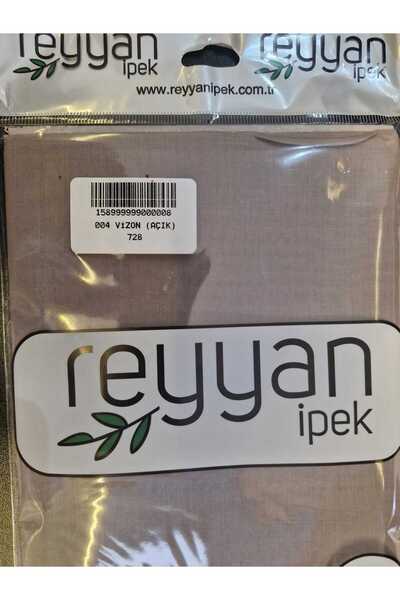 reyyan
ipek
reyyan
ipek
www.reyyanipek.com.tr
158999999000008
004 VİZON (AÇIK)
728
reyyan
ipek